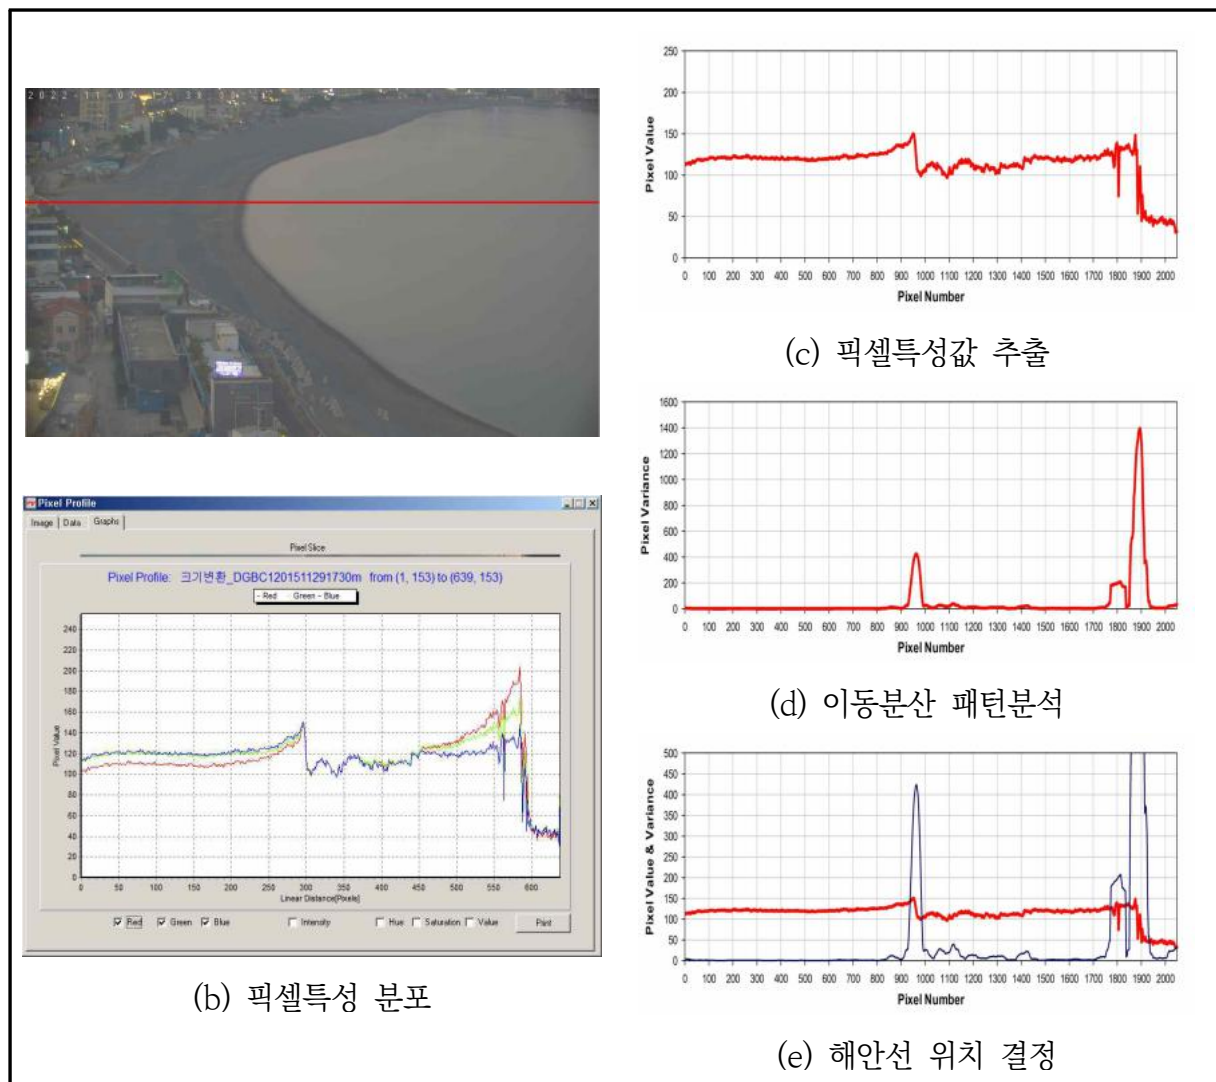 2022-11-07 17:30
Pixel Profile
Image Data Graphs
Pixel Slice
Pixel Profile: 크기변환_DGBC1201511291730m from (1, 153) to (639, 153)
- Red - Green - Blue
Pixel Value
240
220
200
180
160
140
120
100
80
60
40
20
0
0 50 100 150 200 250 300 350 400 450 500 550 600
Linear Distance[Pixels]
Red Green Blue Intensity Hue Saturation Value Print
(b) 픽셀특성 분포
Pixel Value
250
200
150
100
50
0
0 100 200 300 400 500 600 700 800 900 1000 1100 1200 1300 1400 1500 1600 1700 1800 1900 2000
Pixel Number
(c) 픽셀특성값 추출
Pixel Variance
1600
1400
1200
1000
800
600
400
200
0
0 100 200 300 400 500 600 700 800 900 1000 1100 1200 1300 1400 1500 1600 1700 1800 1900 2000
Pixel Number
(d) 이동분산 패턴분석
Pixel Value & Variance
500
450
400
350
300
250
200
150
100
50
0
0 100 200 300 400 500 600 700 800 900 1000 1100 1200 1300 1400 1500 1600 1700 1800 1900 2000
Pixel Number
(e) 해안선 위치 결정